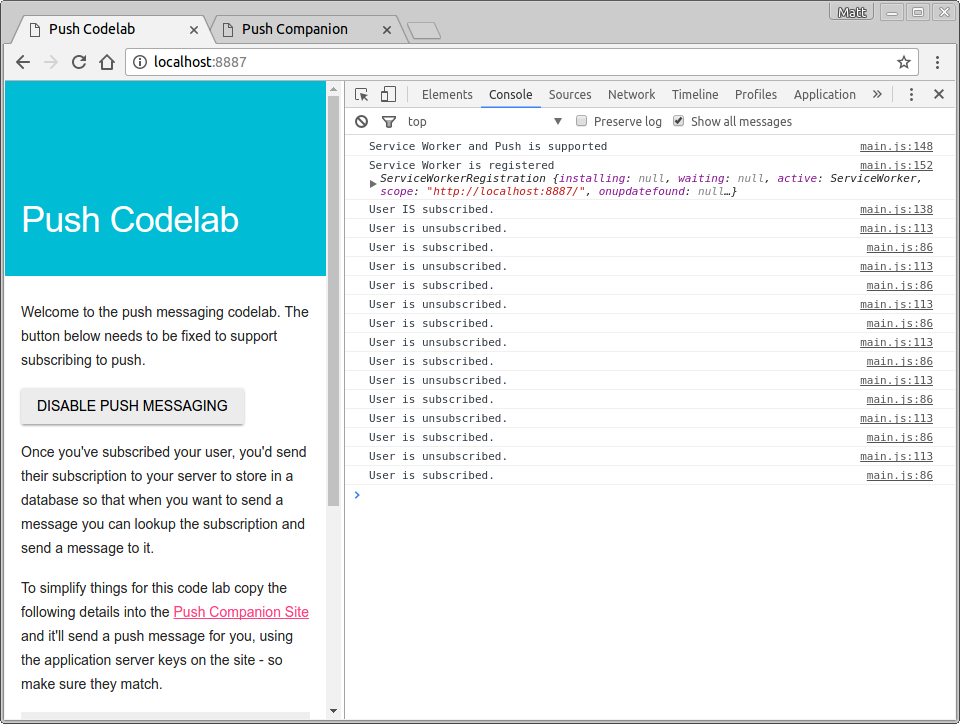 Matt
Push Codelab
Push Companion
localhost:8887
Push Codelab
Welcome to the push messaging codelab. The
button below needs to be fixed to support
subscribing to push.
DISABLE PUSH MESSAGING
Once you've subscribed your user, you'd send
their subscription to your server to store in a
database so that when you want to send a
message you can lookup the subscription and
send a message to it.
To simplify things for this code lab copy the
following details into the Push Companion Site
and it'll send a push message for you, using
the application server keys on the site - so
make sure they match.
Elements Console Sources Network Timeline Profiles Application »
top Preserve log Show all messages
Service Worker and Push is supported main.js:148
Service Worker is registered main.js:152
ServiceWorkerRegistration {installing: null, waiting: null, active: ServiceWorker,
scope: "http://localhost:8887/", onupdatefound: null…}
User IS subscribed. main.js:138
User is unsubscribed. main.js:113
User is subscribed. main.js:86
User is unsubscribed. main.js:113
User is subscribed. main.js:86
User is unsubscribed. main.js:113
User is subscribed. main.js:86
User is unsubscribed. main.js:113
User is subscribed. main.js:86
User is unsubscribed. main.js:113
User is subscribed. main.js:86
User is unsubscribed. main.js:113
User is subscribed. main.js:86
User is unsubscribed. main.js:113
User is subscribed. main.js:86